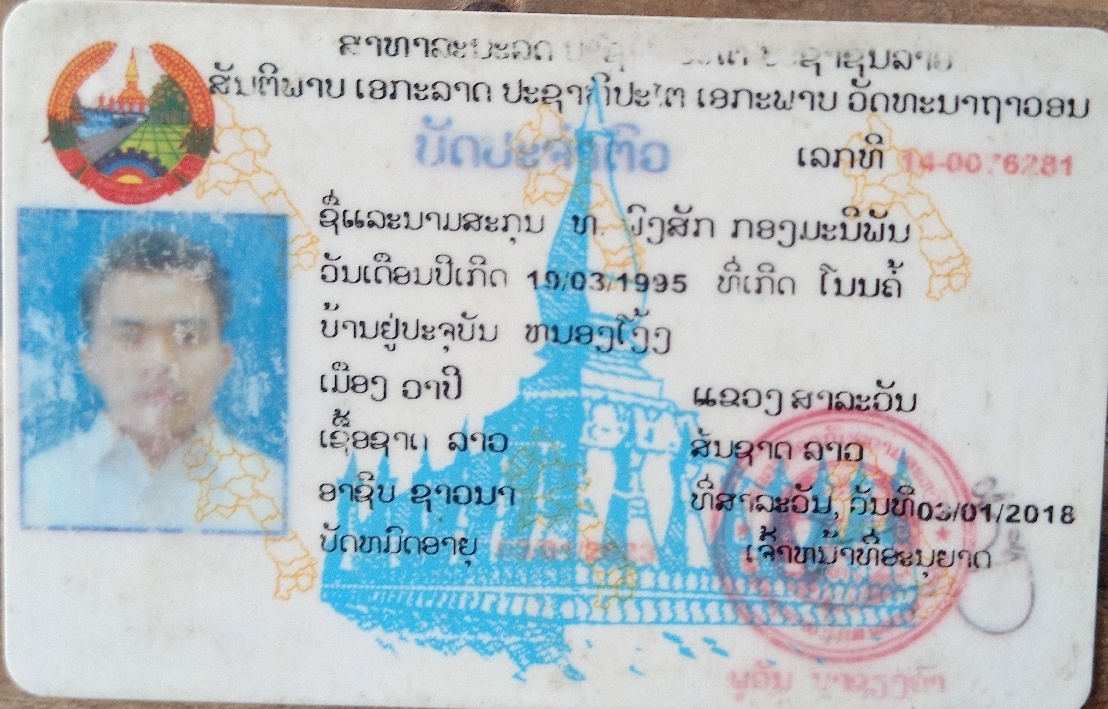 ສາທາລະນະລດ ປະຊາຊົນລາວ
ສັນຕິພາບ ເອກະລາດ ປະຊາທິປະໄຕ ເອກະພາບ ວັດທະນາຖາວອນ
ບັດປະຈຳຕົວ
ເລກທີ 14-0076281
ຊື່ແລະນາມສະກຸນ ທ. ວົງສັກ ກອງມະນີພັນ
ວັນເດືອນປີເກີດ 19/03/1995 ທີ່ເກີດ ໂນນຄໍ້
ບ້ານຢູ່ປະຈຸບັນ ຫນອງໂງ້ງ
ເມືອງ ວາປີ ແຂວງ ສາລະວັນ
ເຊື້ອຊາດ ລາວ ສັນຊາດ ລາວ
ອາຊີບ ຊາວນາ ທີ່ສາລະວັນ, ວັນທີ 03/01/2018
ບັດຫມົດອາຍຸ ເຈົ້າຫນ້າທີ່ອະນຸຍາດ